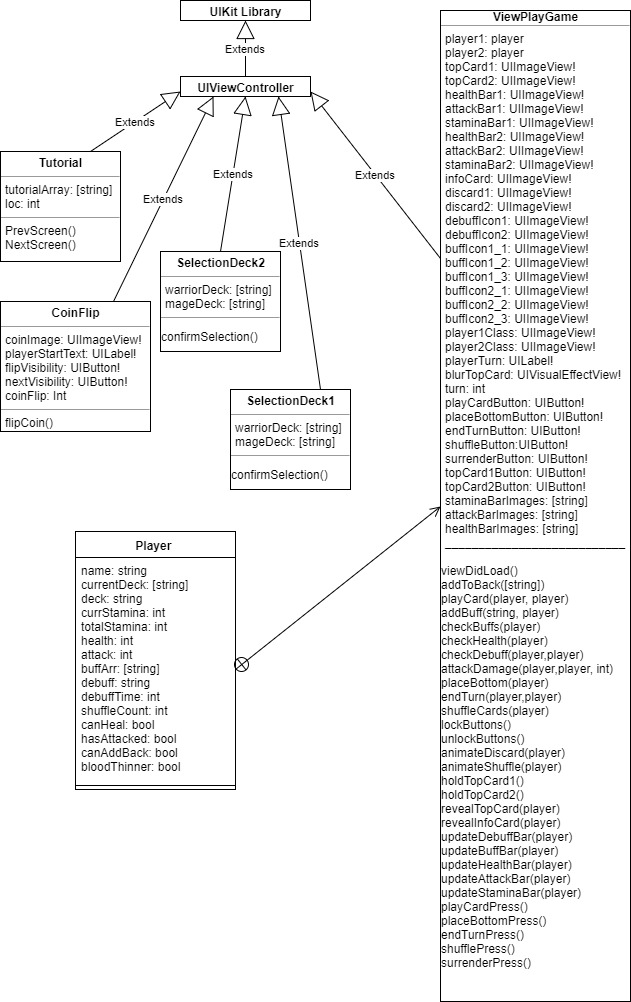 UIKit Library
Extends
UIViewController
Extends
Extends
Extends
Extends
Extends
Tutorial
tutorialArray: [string]
loc: int
PrevScreen()
NextScreen()
SelectionDeck2
warriorDeck: [string]
mageDeck: [string]
confirmSelection()
CoinFlip
coinImage: UIImageView!
playerStartText: UILabel!
flipVisibility: UIButton!
nextVisibility: UIButton!
coinFlip: Int
flipCoin()
SelectionDeck1
warriorDeck: [string]
mageDeck: [string]
confirmSelection()
Player
name: string
currentDeck: [string]
deck: string
currStamina: int
totalStamina: int
health: int
attack: int
buffArr: [string]
debuff: string
debuffTime: int
shuffleCount: int
canHeal: bool
hasAttacked: bool
canAddBack: bool
bloodThinner: bool
ViewPlayGame
player1: player
player2: player
topCard1: UIImageView!
topCard2: UIImageView!
healthBar1: UIImageView!
attackBar1: UIImageView!
staminaBar1: UIImageView!
healthBar2: UIImageView!
attackBar2: UIImageView!
staminaBar2: UIImageView!
infoCard: UIImageView!
discard1: UIImageView!
discard2: UIImageView!
debuffIcon1: UIImageView!
debuffIcon2: UIImageView!
buffIcon1_1: UIImageView!
buffIcon1_2: UIImageView!
buffIcon1_3: UIImageView!
buffIcon2_1: UIImageView!
buffIcon2_2: UIImageView!
buffIcon2_3: UIImageView!
player1Class: UIImageView!
player2Class: UIImageView!
playerTurn: UILabel!
blurTopCard: UIVisualEffectView!
turn: int
playCardButton: UIButton!
placeBottomButton: UIButton!
endTurnButton: UIButton!
shuffleButton:UIButton!
surrenderButton: UIButton!
topCard1Button: UIButton!
topCard2Button: UIButton!
staminaBarImages: [string]
attackBarImages: [string]
healthBarImages: [string]
viewDidLoad()
addToBack([string])
playCard(player, player)
addBuff(string, player)
checkBuffs(player)
checkHealth(player)
checkDebuff(player,player)
attackDamage(player,player, int)
placeBottom(player)
endTurn(player,player)
shuffleCards(player)
lockButtons()
unlockButtons()
animateDiscard(player)
animateShuffle(player)
holdTopCard1()
holdTopCard2()
revealTopCard(player)
revealInfoCard(player)
updateDebuffBar(player)
updateBuffBar(player)
updateHealthBar(player)
updateAttackBar(player)
updateStaminaBar(player)
playCardPress()
placeBottomPress()
endTurnPress()
shufflePress()
surrenderPress()